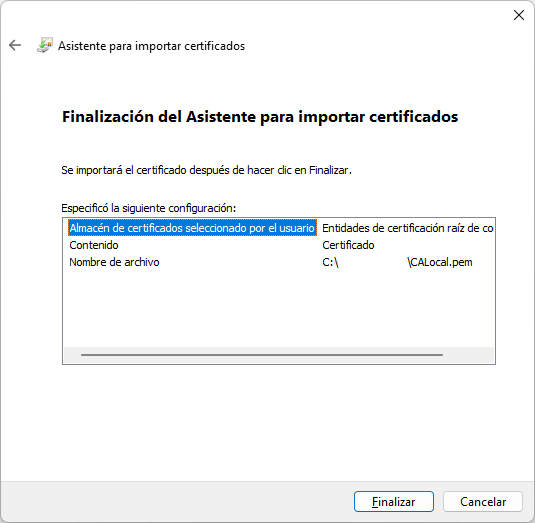 Asistente para importar certificados
Finalización del Asistente para importar certificados
Se importará el certificado después de hacer clic en Finalizar.
Especificó la siguiente configuración:
Almacén de certificados seleccionado por el usuario Entidades de certificación raíz de co
Contenido Certificado
Nombre de archivo C:\ \CALocal.pem
Finalizar Cancelar